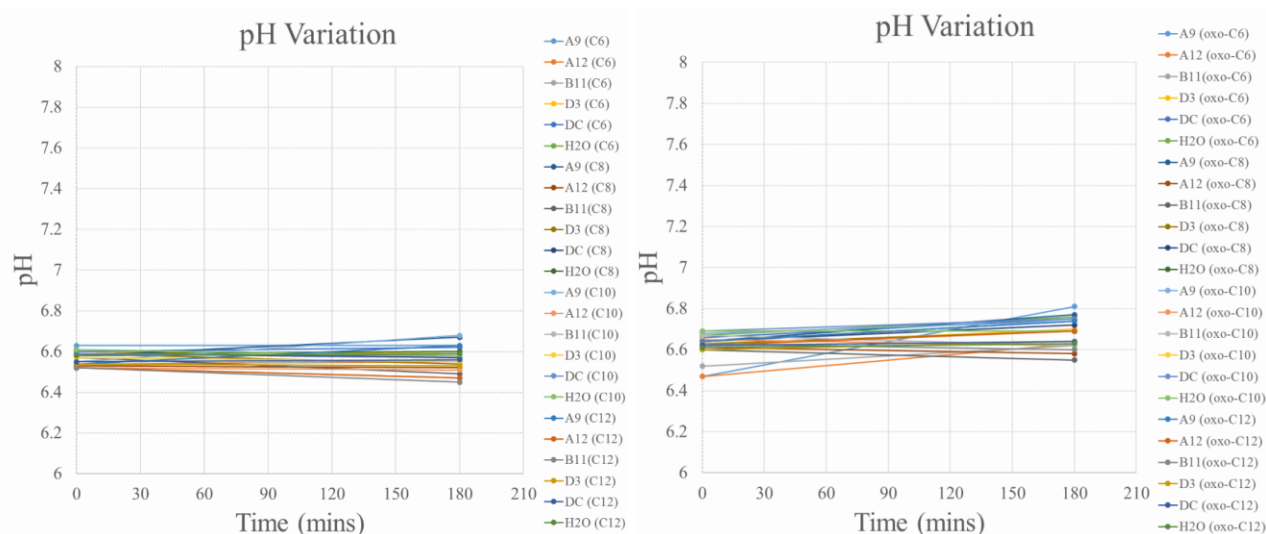 pH Variation
8
7.8
7.6
7.4
7.2
7
6.8
6.6
6.4
6.2
6
pH
0 30 60 90 120 150 180 210
Time (mins)
A9 (C6)
A12 (C6)
B11(C6)
D3 (C6)
DC (C6)
H2O (C6)
A9 (C8)
A12 (C8)
B11(C8)
D3 (C8)
DC (C8)
H2O (C8)
A9 (C10)
A12 (C10)
B11(C10)
D3 (C10)
DC (C10)
H2O (C10)
A9 (C12)
A12 (C12)
B11(C12)
D3 (C12)
DC (C12)
H2O (C12)
pH Variation
8
7.8
7.6
7.4
7.2
7
6.8
6.6
6.4
6.2
6
pH
0 30 60 90 120 150 180 210
Time (mins)
A9 (oxo-C6)
A12 (oxo-C6)
B11(oxo-C6)
D3 (oxo-C6)
DC (oxo-C6)
H2O (oxo-C6)
A9 (oxo-C8)
A12 (oxo-C8)
B11(oxo-C8)
D3 (oxo-C8)
DC (oxo-C8)
H2O (oxo-C8)
A9 (oxo-C10)
A12 (oxo-C10)
B11(oxo-C10)
D3 (oxo-C10)
DC (oxo-C10)
H2O (oxo-C10)
A9 (oxo-C12)
A12 (oxo-C12)
B11(oxo-C12)
D3 (oxo-C12)
DC (oxo-C12)
H2O (oxo-C12)